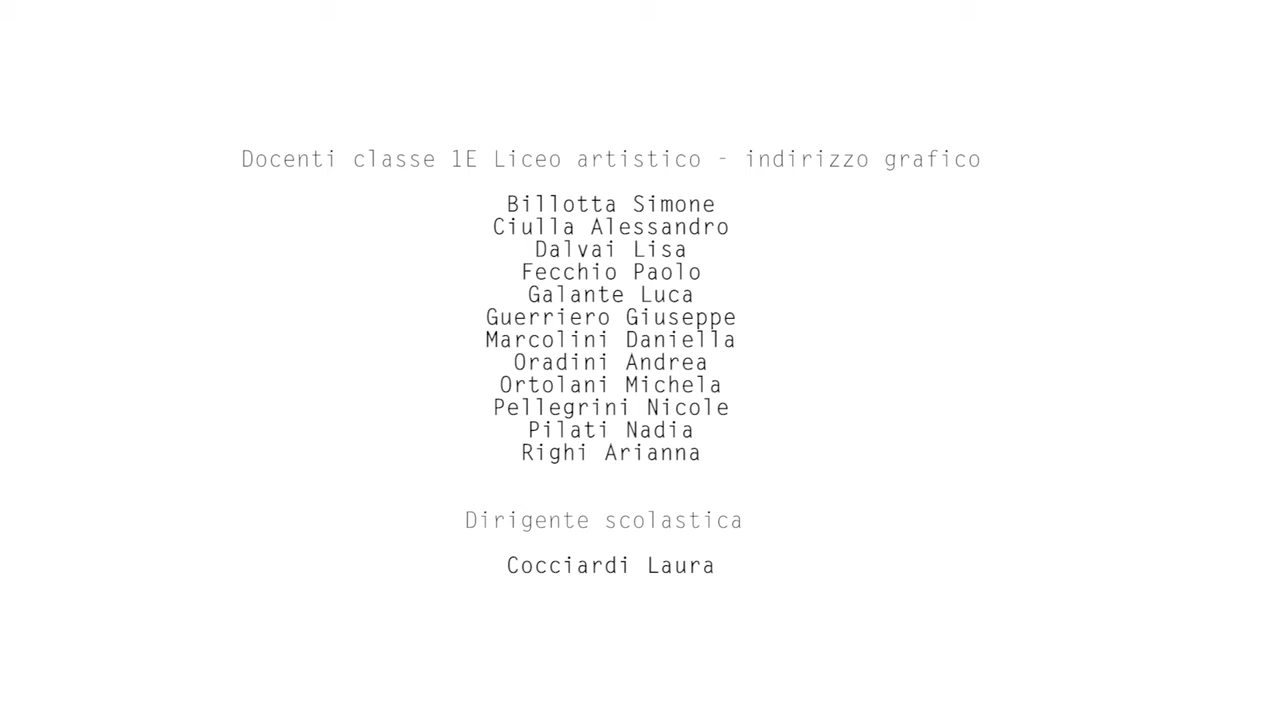 Docenti classe 1E Liceo artistico - indirizzo grafico
Billotta Simone
Ciulla Alessandro
Dalvai Lisa
Fecchio Paolo
Galante Luca
Guerriero Giuseppe
Marcolini Daniella
Oradini Andrea
Ortolani Michela
Pellegrini Nicole
Pilati Nadia
Righi Arianna
Dirigente scolastica
Cocciardi Laura